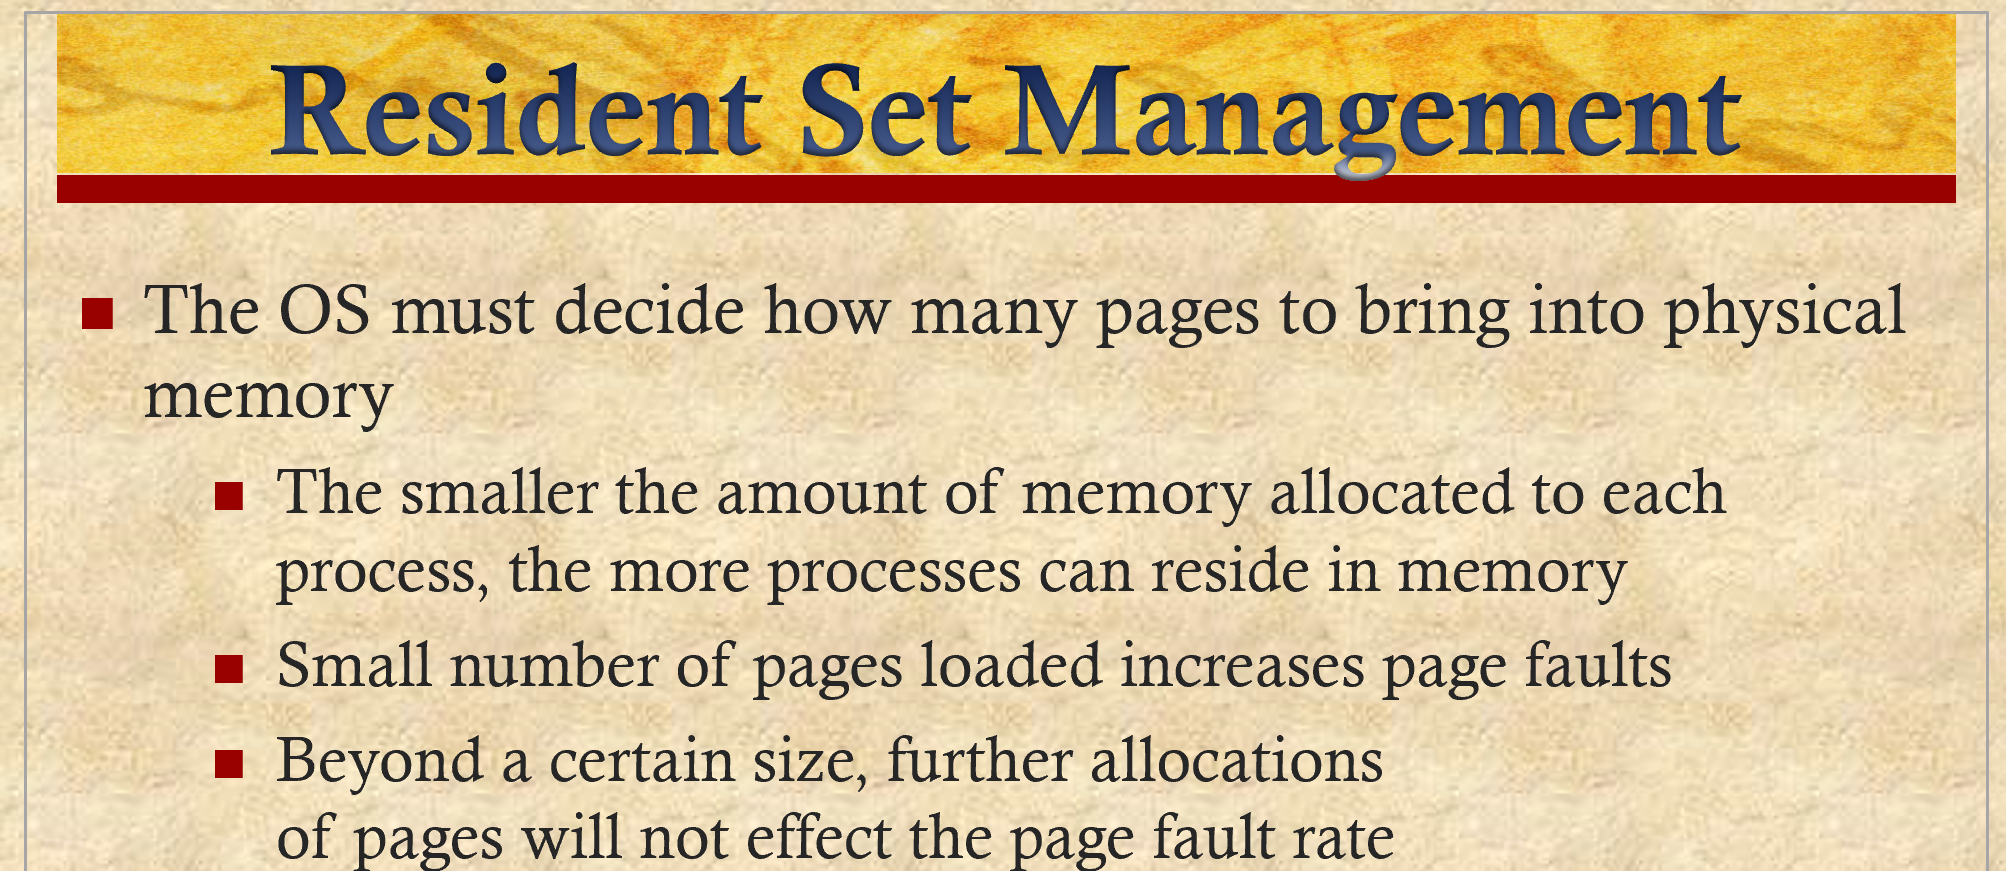 Resident Set Management
The OS must decide how many pages to bring into physical
memory
The smaller the amount of memory allocated to each
process, the more processes can reside in memory
Small number of pages loaded increases page faults
Beyond a certain size, further allocations
of pages will not effect the page fault rate